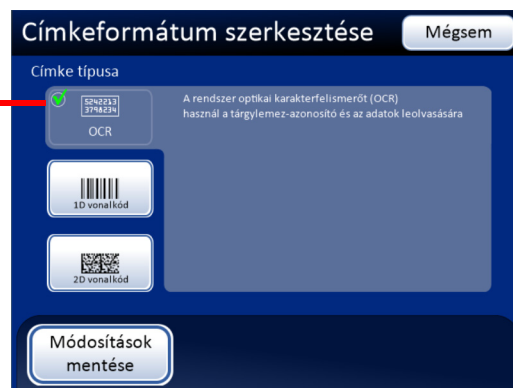 Címkeformátum szerkesztése
Mégsem
Címke típusa
5242213
3798234
OCR
A rendszer optikai karakterfelismerőt (OCR)
használ a tárgylemez-azonosító és az adatok leolvasására
1D vonalkód
2D vonalkód
Módosítások
mentése